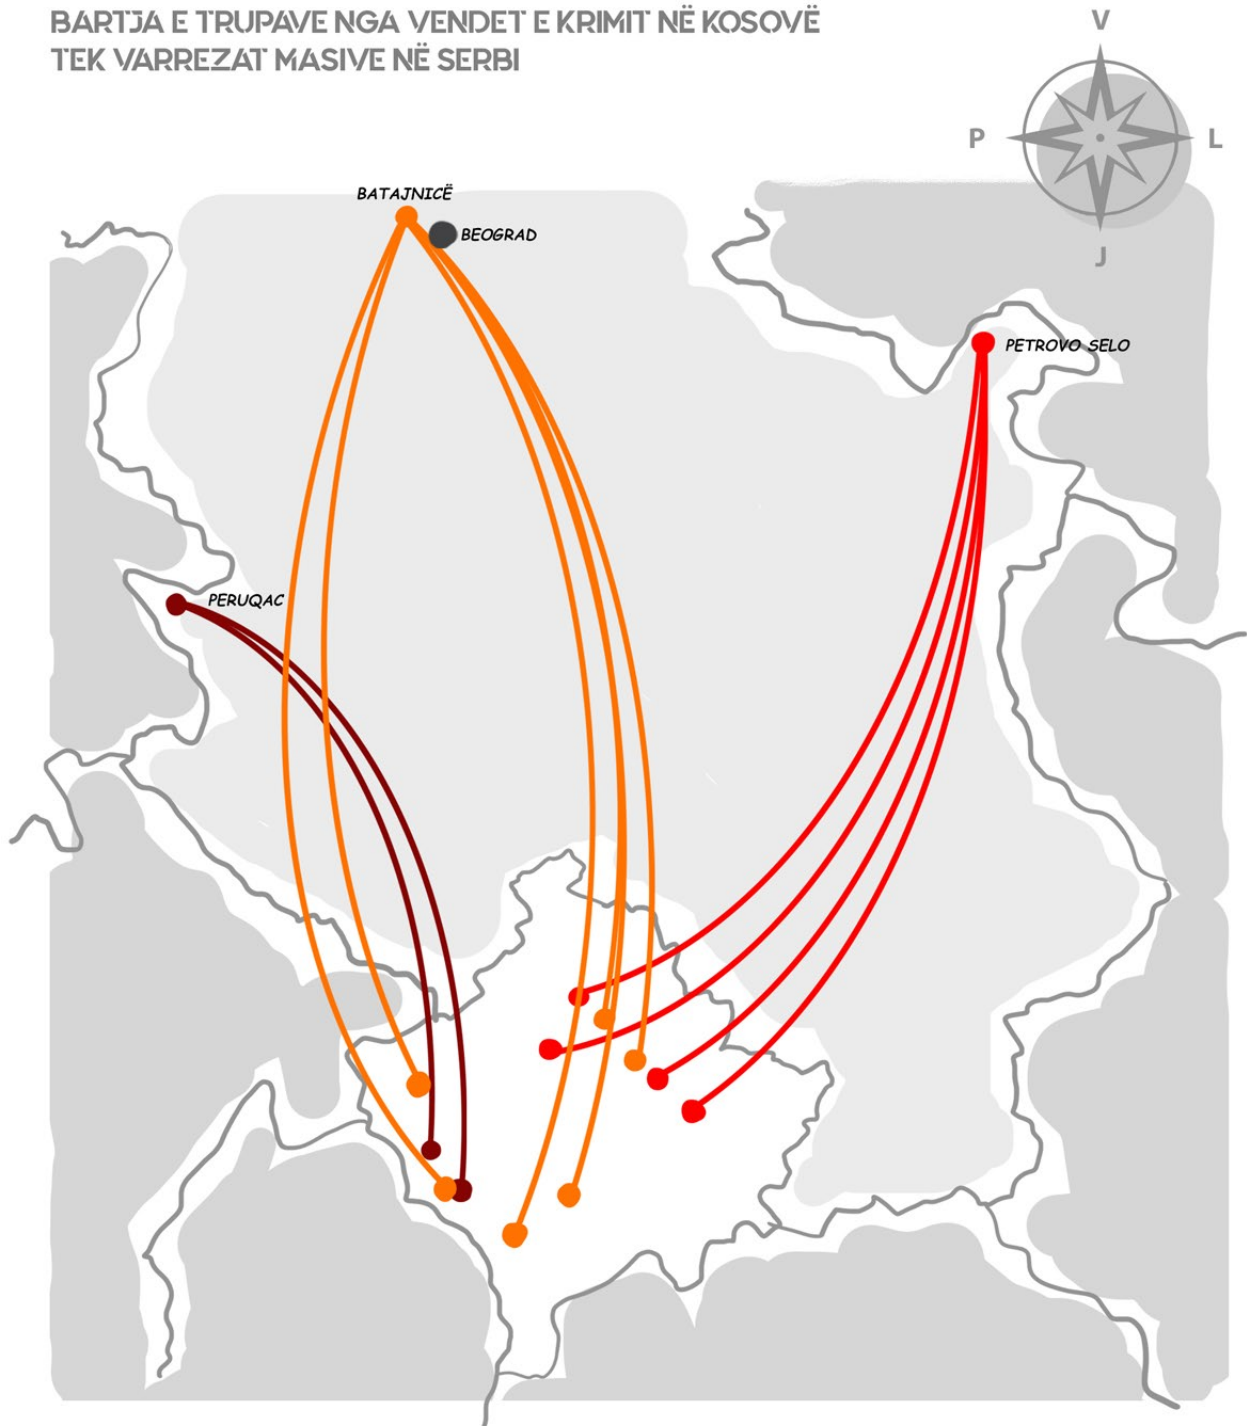 BARTJA E TRUPAVE NGA VENDET E KRIMIT NË KOSOVË
TEK VARREZAT MASIVE NË SERBI
V
P
L
J
BATAJNICË
BEOGRAD
PETROVO SELO
PERUQAC